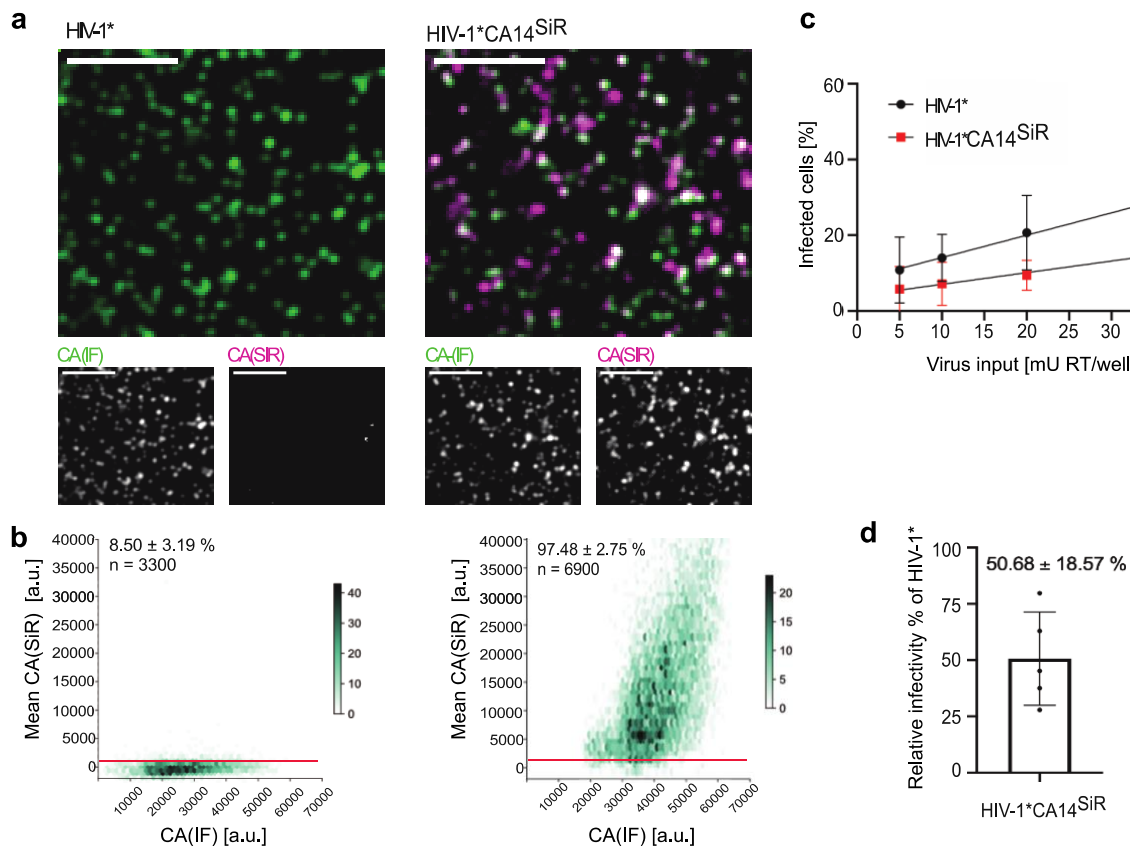 a
HIV-1*
HIV-1*CA14SiR
CA(IF)
CA(SiR)
CA-(IF)
CA(SiR)
b
8.50 ± 3.19 %
n = 3300
Mean CA(SiR) [a.u.]
40000
35000
30000
25000
20000
15000
10000
5000
0
10000 20000 30000 40000 50000 60000 70000
CA(IF) [a.u.]
40
30
20
10
0
97.48 ± 2.75 %
n = 6900
Mean CA(SiR) [a.u.]
40000
35000
30000
25000
20000
15000
10000
5000
0
10000 20000 30000 40000 50000 60000 70000
CA(IF) [a.u.]
20
15
10
5
0
c
Infected cells [%]
60
40
20
0
HIV-1*
HIV-1*CA14SiR
0 5 10 20 30
Virus input [mU RT/well
d
Relative infectivity % of HIV-1*
100
75
50
25
0
50.68 ± 18.57 %
HIV-1*CA14SiR